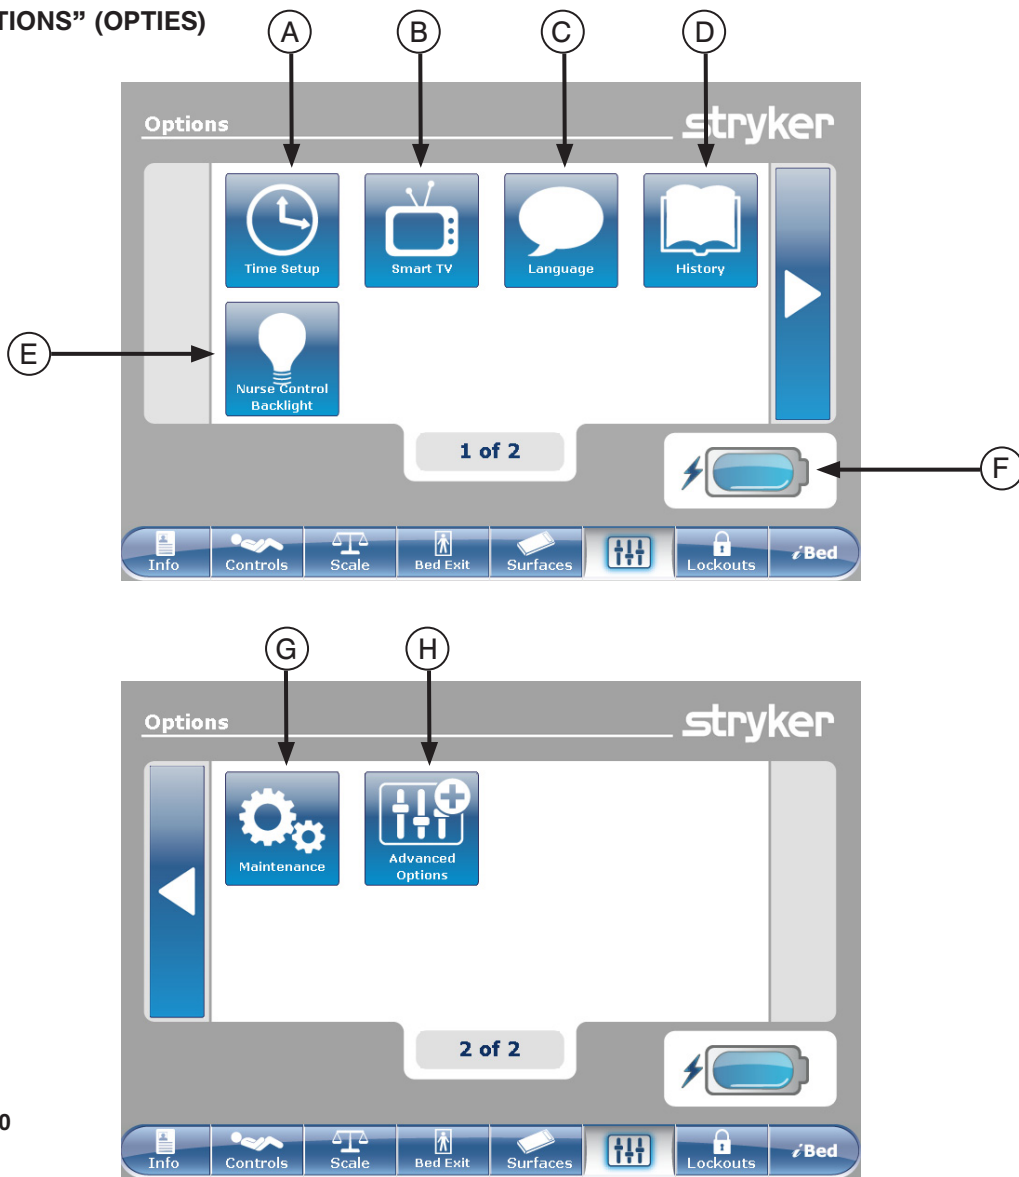 TIONS” (OPTIES)
A
B
C
D
Options
stryker
Time Setup
Smart TV
Language
History
E
Nurse Control
Backlight
1 of 2
F
Info
Controls
Scale
Bed Exit
Surfaces
Lockouts
iBed
G
H
Options
stryker
Maintenance
Advanced
Options
2 of 2
0
Info
Controls
Scale
Bed Exit
Surfaces
Lockouts
iBed